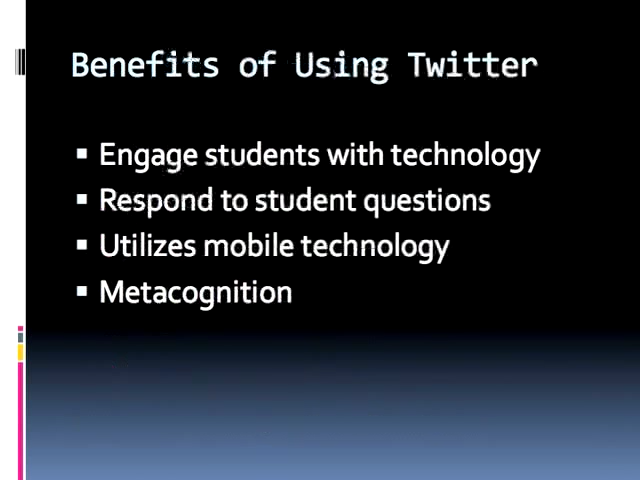 Benefits of Using Twitter
Engage students with technology
Respond to student questions
Utilizes mobile technology
Metacognition